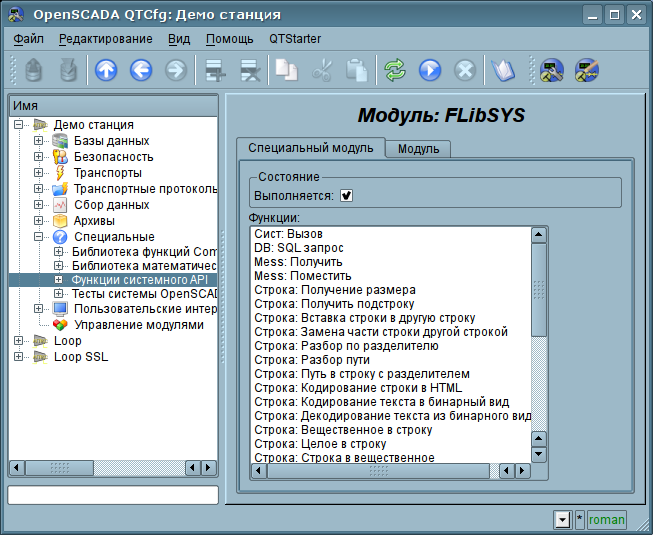 OpenSCADA QTCfg: Демо станция
Файл Редактирование Вид Помощь QTStarter
Имя
Демо станция
Базы данных
Безопасность
Транспорты
Транспортные протоколы
Сбор данных
Архивы
Специальные
Библиотека функций Com
Библиотека математичес
Функции системного API
Тесты системы OpenSCAD
Пользовательские интер
Управление модулями
Loop
Loop SSL
Модуль: FLibSYS
Специальный модуль Модуль
Состояние
Выполняется:
Функции:
Сист: Вызов
DB: SQL запрос
Mess: Получить
Mess: Поместить
Строка: Получение размера
Строка: Получить подстроку
Строка: Вставка строки в другую строку
Строка: Замена части строки другой строкой
Строка: Разбор по разделителю
Строка: Разбор пути
Строка: Путь в строку с разделителем
Строка: Кодирование строки в HTML
Строка: Кодирование текста в бинарный вид
Строка: Декодирование текста из бинарного вид
Строка: Вещественное в строку
Строка: Целое в строку
Строка: Строка в вещественное
* roman